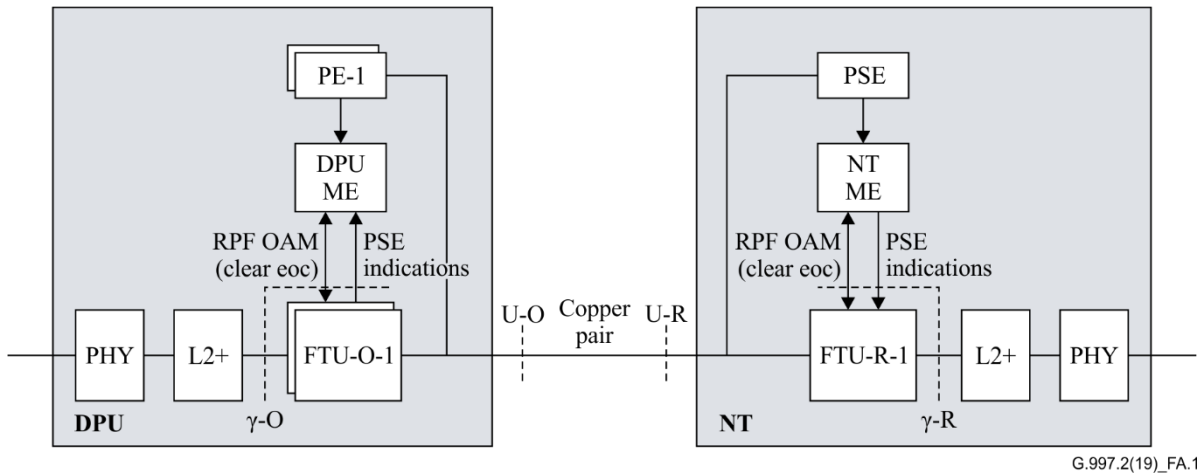 PE-1
PSE
DPU
ME
NT
ME
RPF OAM
(clear eoc)
PSE
indications
RPF OAM
(clear eoc)
PSE
indications
U-O
Copper
pair
U-R
PHY
L2+
FTU-O-1
FTU-R-1
L2+
PHY
DPU
γ-O
NT
γ-R
G.997.2(19)_FA.1